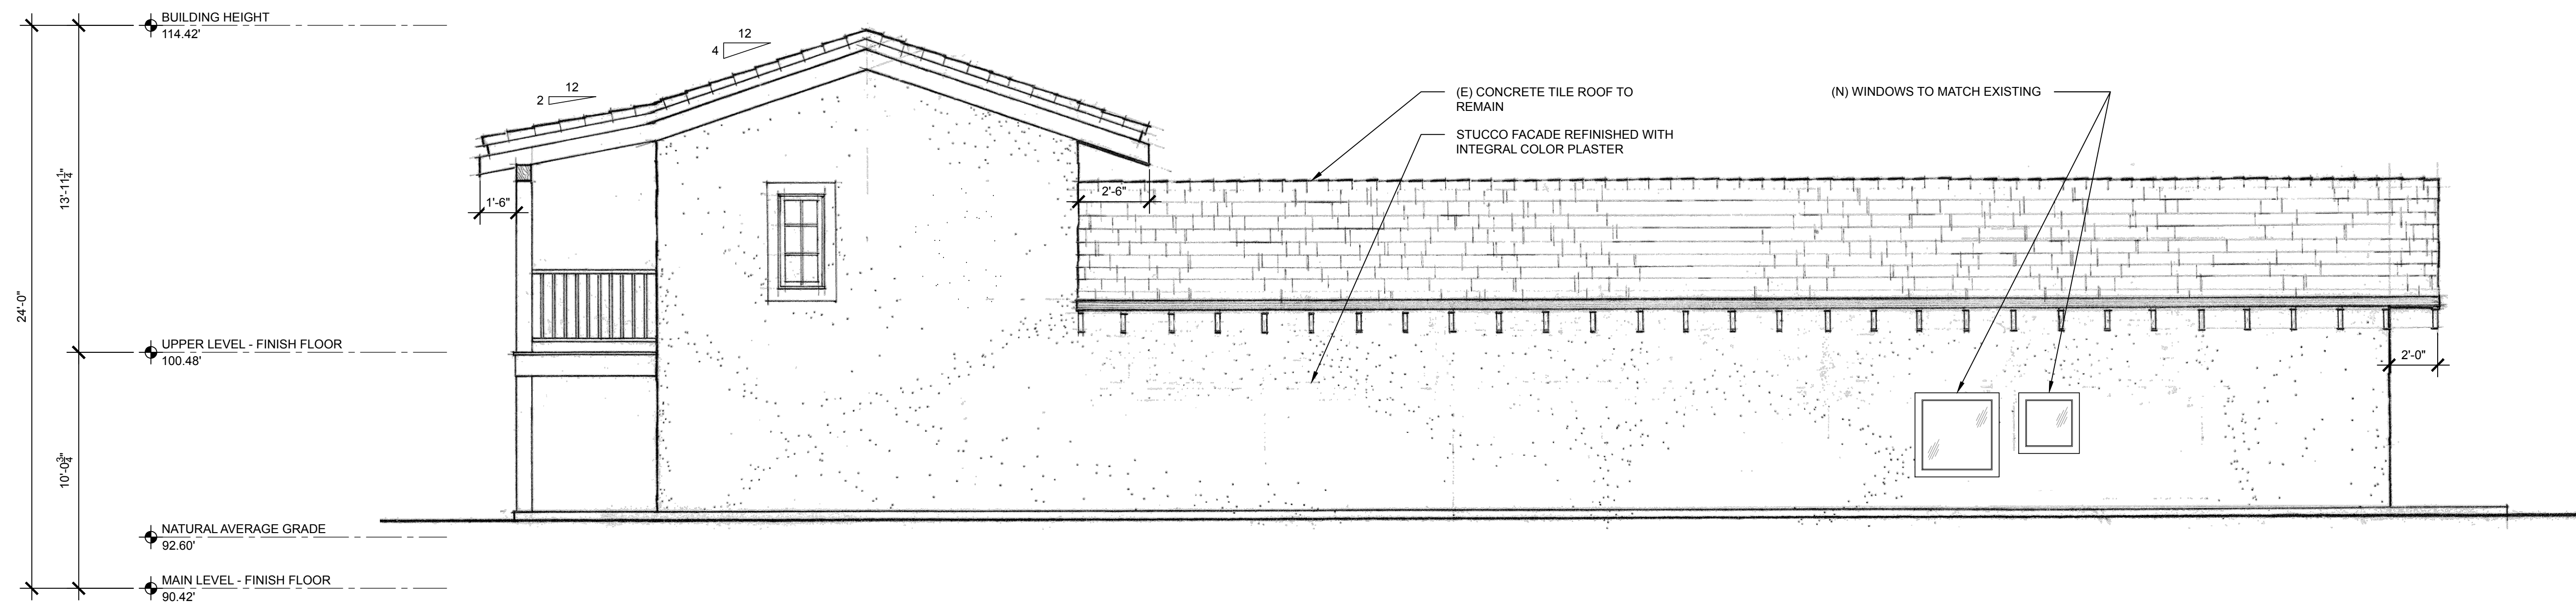 BUILDING HEIGHT
114.42'
12
4
12
2
(E) CONCRETE TILE ROOF TO
REMAIN
(N) WINDOWS TO MATCH EXISTING
STUCCO FACADE REFINISHED WITH
INTEGRAL COLOR PLASTER
13'-11 1/4"
1'-6"
2'-6"
24'-0"
UPPER LEVEL - FINISH FLOOR
100.48'
2'-0"
10'-0 3/4"
NATURAL AVERAGE GRADE
92.60'
MAIN LEVEL - FINISH FLOOR
90.42'